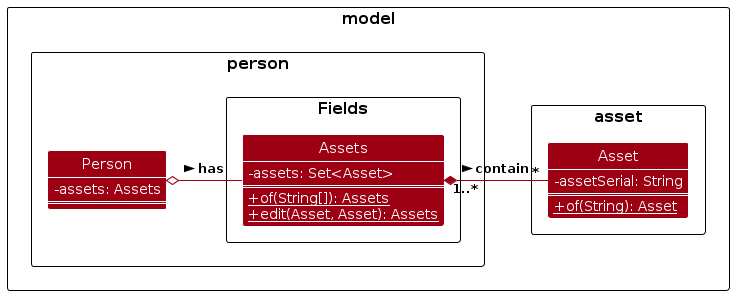 model
person
Fields
asset
Person
-assets: Assets
has
Assets
-assets: Set<Asset>
+of(String[]): Assets
+edit(Asset, Asset): Assets
contain
1..*
*
Asset
-assetSerial: String
+of(String): Asset